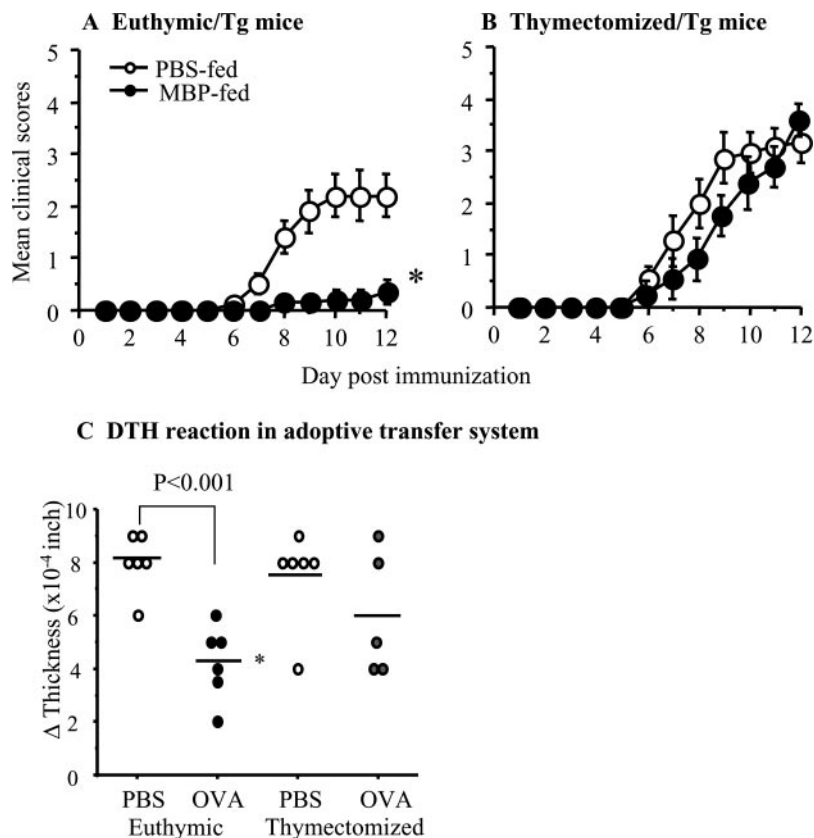 A Euthymic/Tg mice
B Thymectomized/Tg mice
Mean clinical scores
5
4
3
2
1
0
PBS-fed
MBP-fed
*
0 2 4 6 8 10 12
5
4
3
2
1
0
0 2 4 6 8 10 12
Day post immunization
C DTH reaction in adoptive transfer system
P<0.001
Δ Thickness (x10-4 inch)
10
8
6
4
2
0
*
PBS OVA PBS OVA
Euthymic Thymectomized